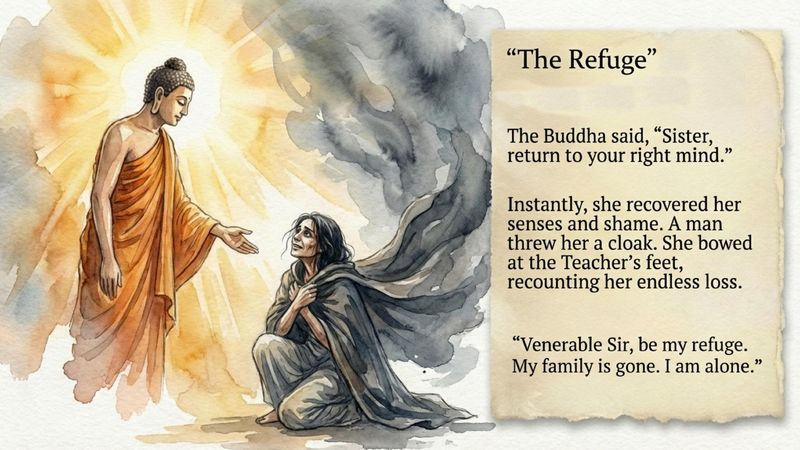 “The Refuge”
The Buddha said, “Sister,
return to your right mind.”
Instantly, she recovered her
senses and shame. A man
threw her a cloak. She bowed
at the Teacher’s feet,
recounting her endless loss.
“Venerable Sir, be my refuge.
My family is gone. I am alone.”